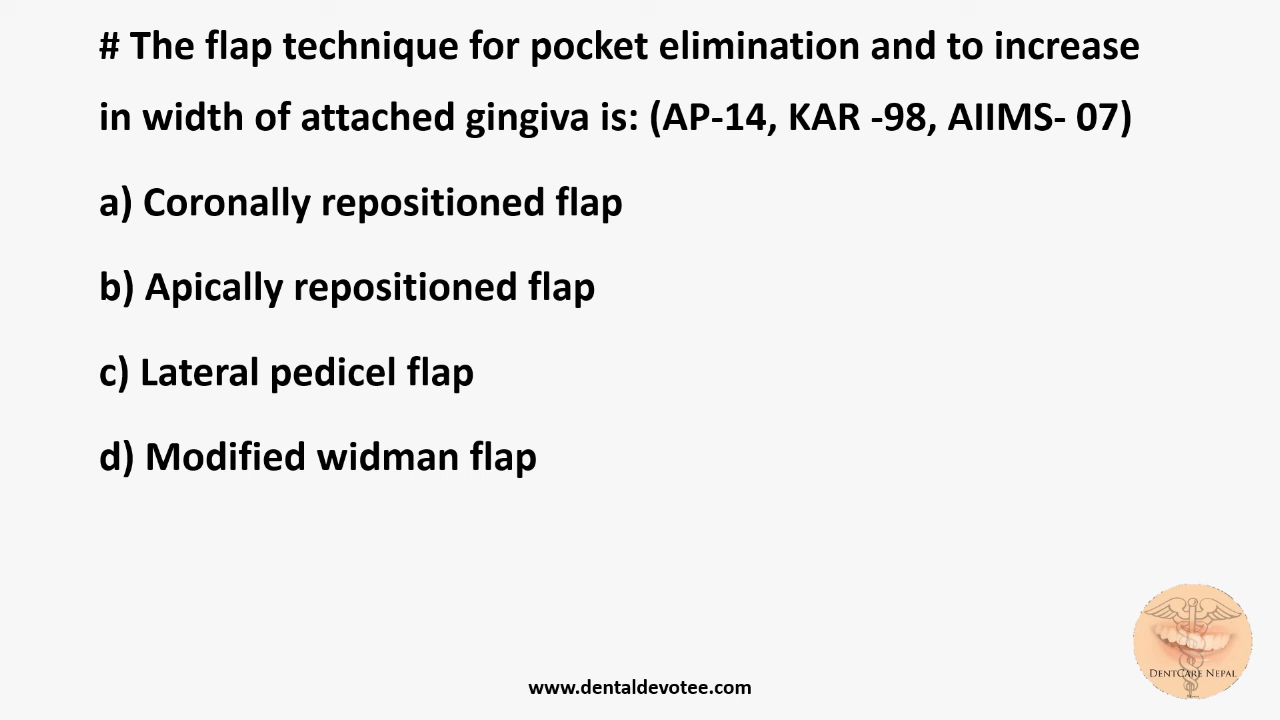 # The flap technique for pocket elimination and to increase
in width of attached gingiva is: (AP-14, KAR -98, AIIMS- 07)
a) Coronally repositioned flap
b) Apically repositioned flap
c) Lateral pedicel flap
d) Modified widman flap
DENTCARE NEPAL
www.dentaldevotee.com